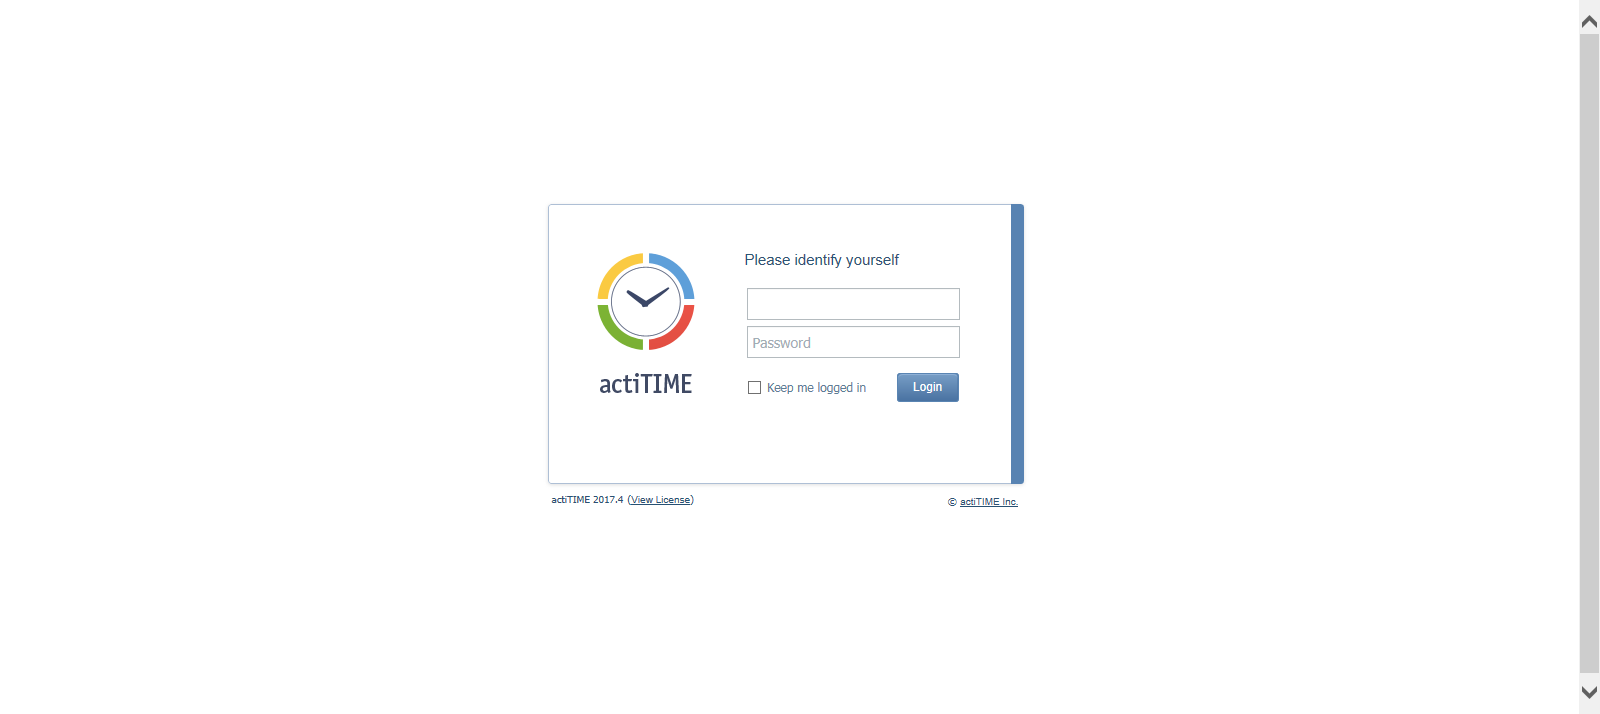 Please identify yourself
Password
Keep me logged in
Login
actiTIME
actiTIME 2017.4 (View License)
© actiTIME Inc.